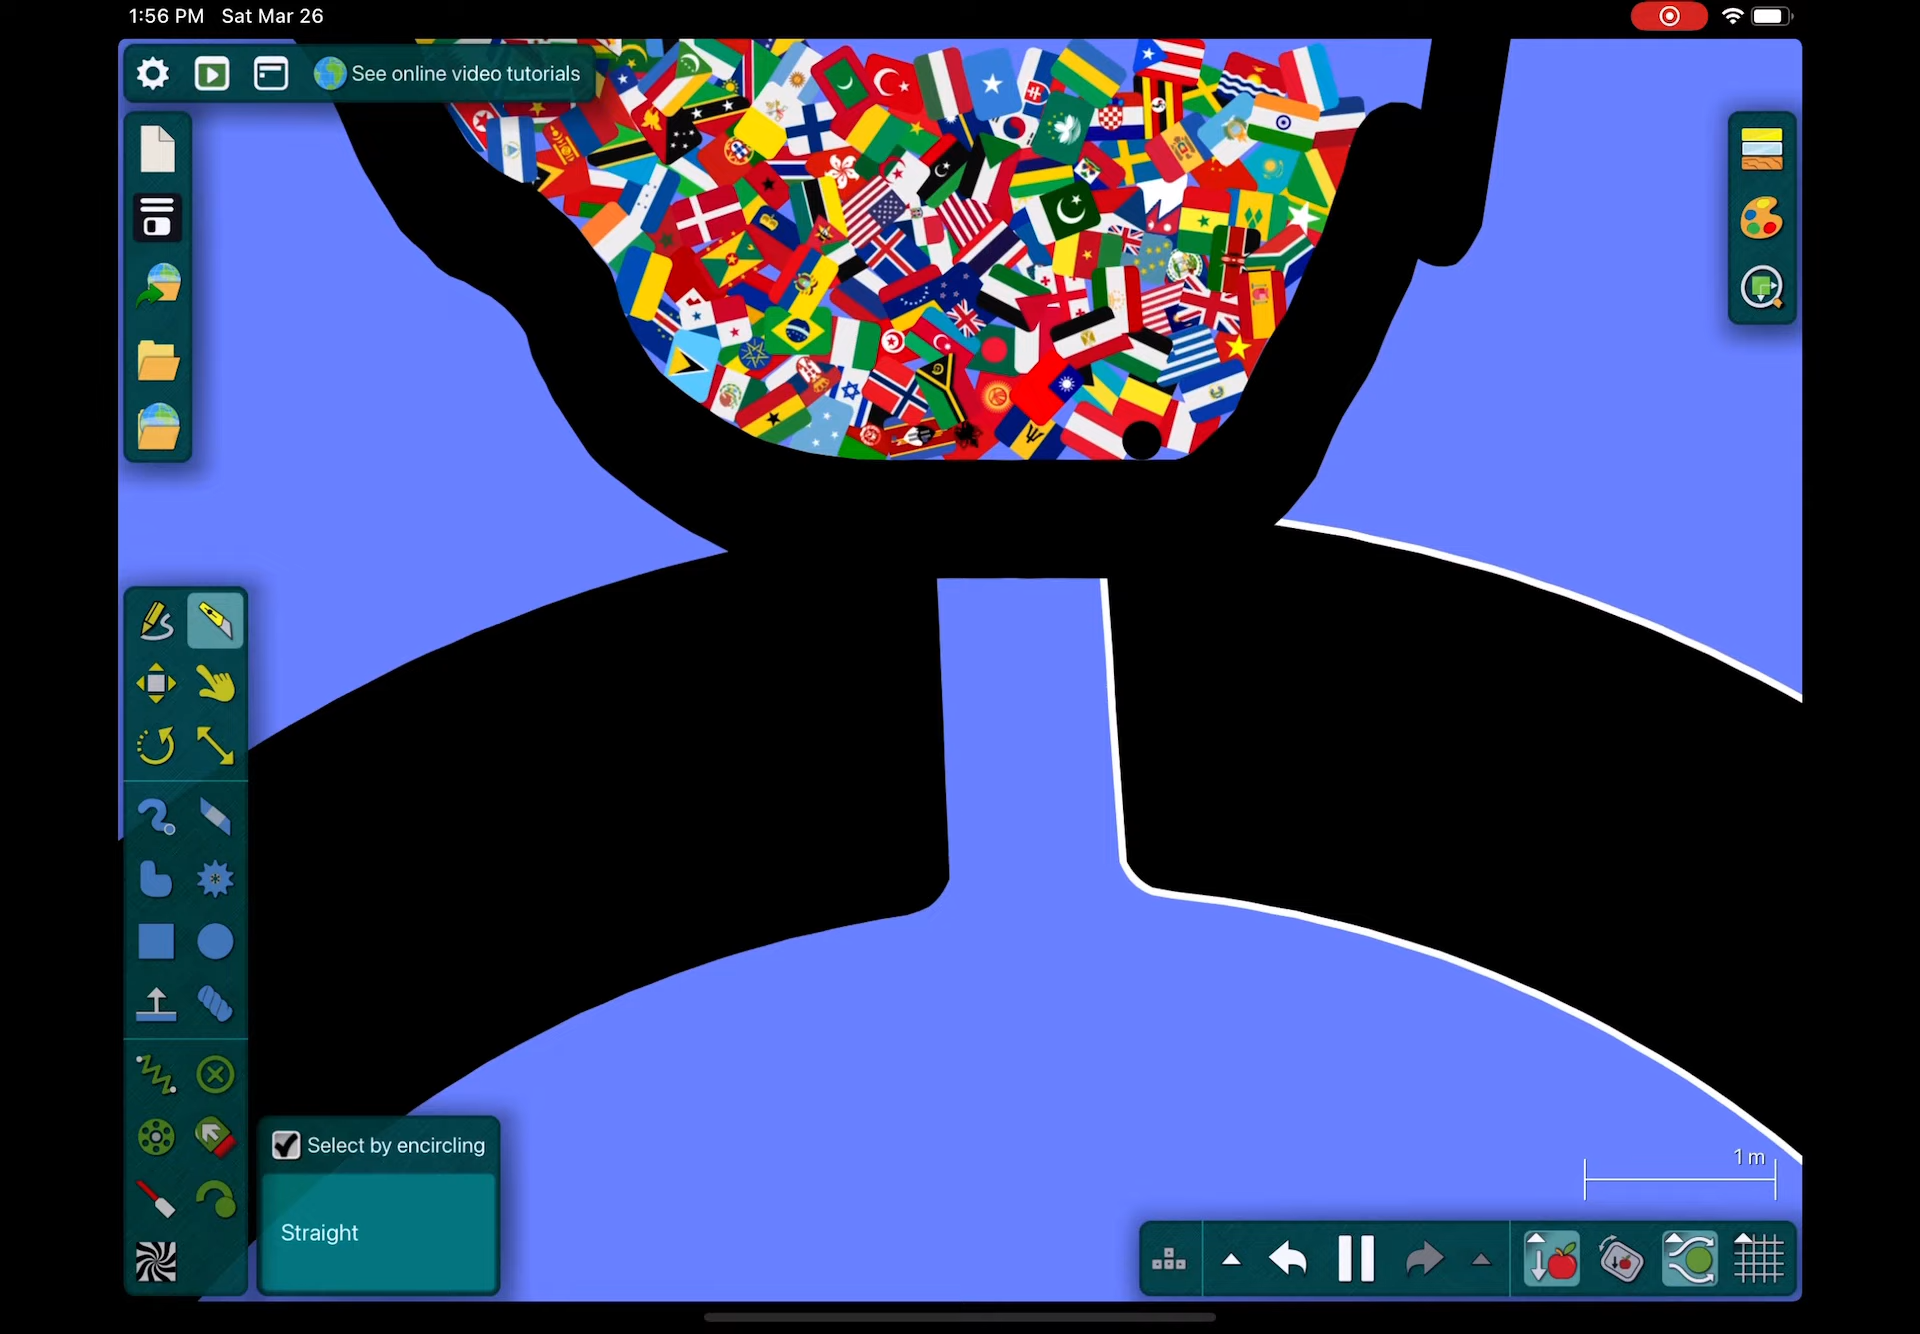 1:56 PM Sat Mar 26
See online video tutorials
Select by encircling
Straight
1 m